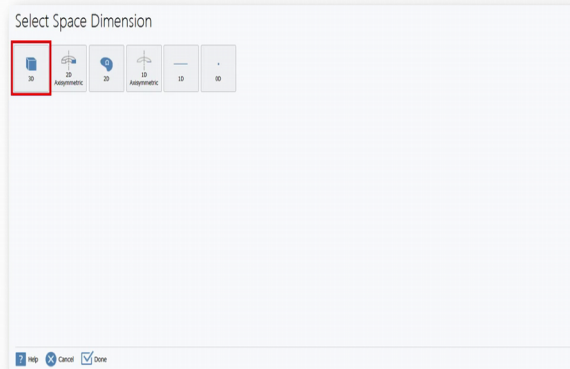 Select Space Dimension
3D
2D
Axisymmetric
2D
1D
Axisymmetric
1D
0D
? Help
Cancel
Done